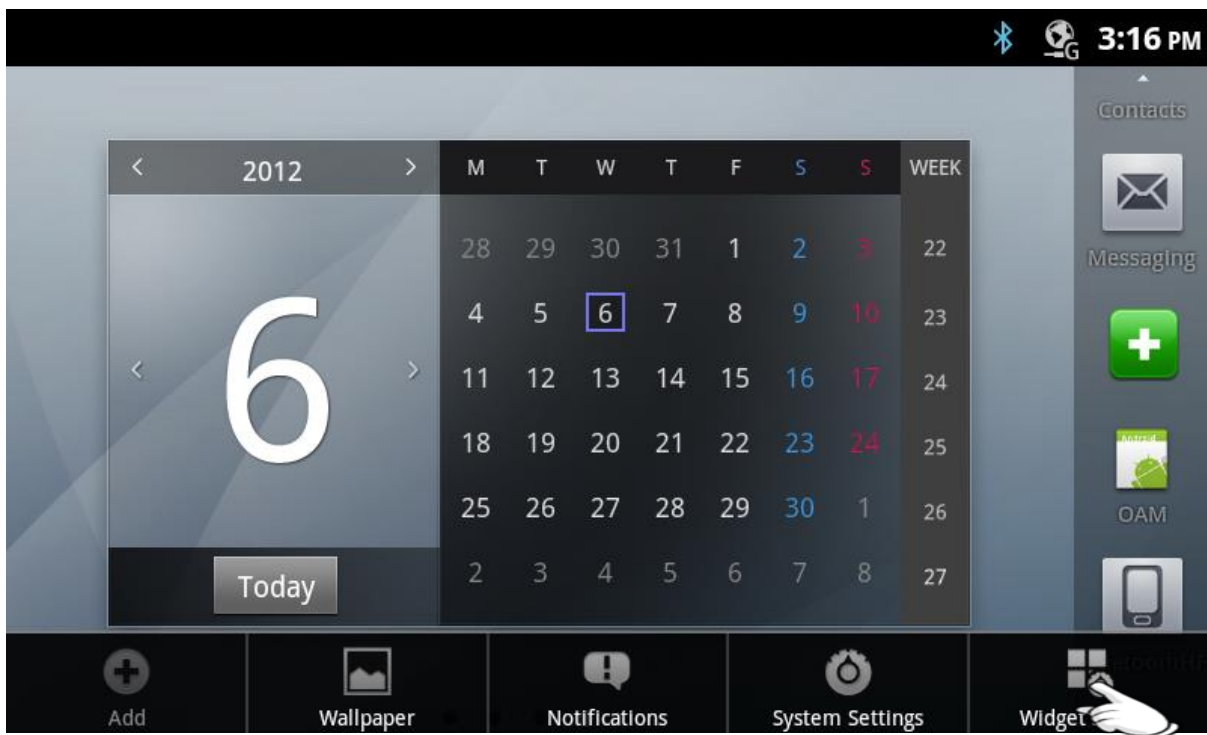 G 3:16 PM
Contacts
< 2012 > M T W T F S S WEEK
28 29 30 31 1 2 3 22
Messaging
4 5 6 7 8 9 10 23
6
< > 11 12 13 14 15 16 17 24
18 19 20 21 22 23 24 25
Android
25 26 27 28 29 30 1 26
OAM
2 3 4 5 6 7 8 27
Today
Add Wallpaper Notifications System Settings Widget